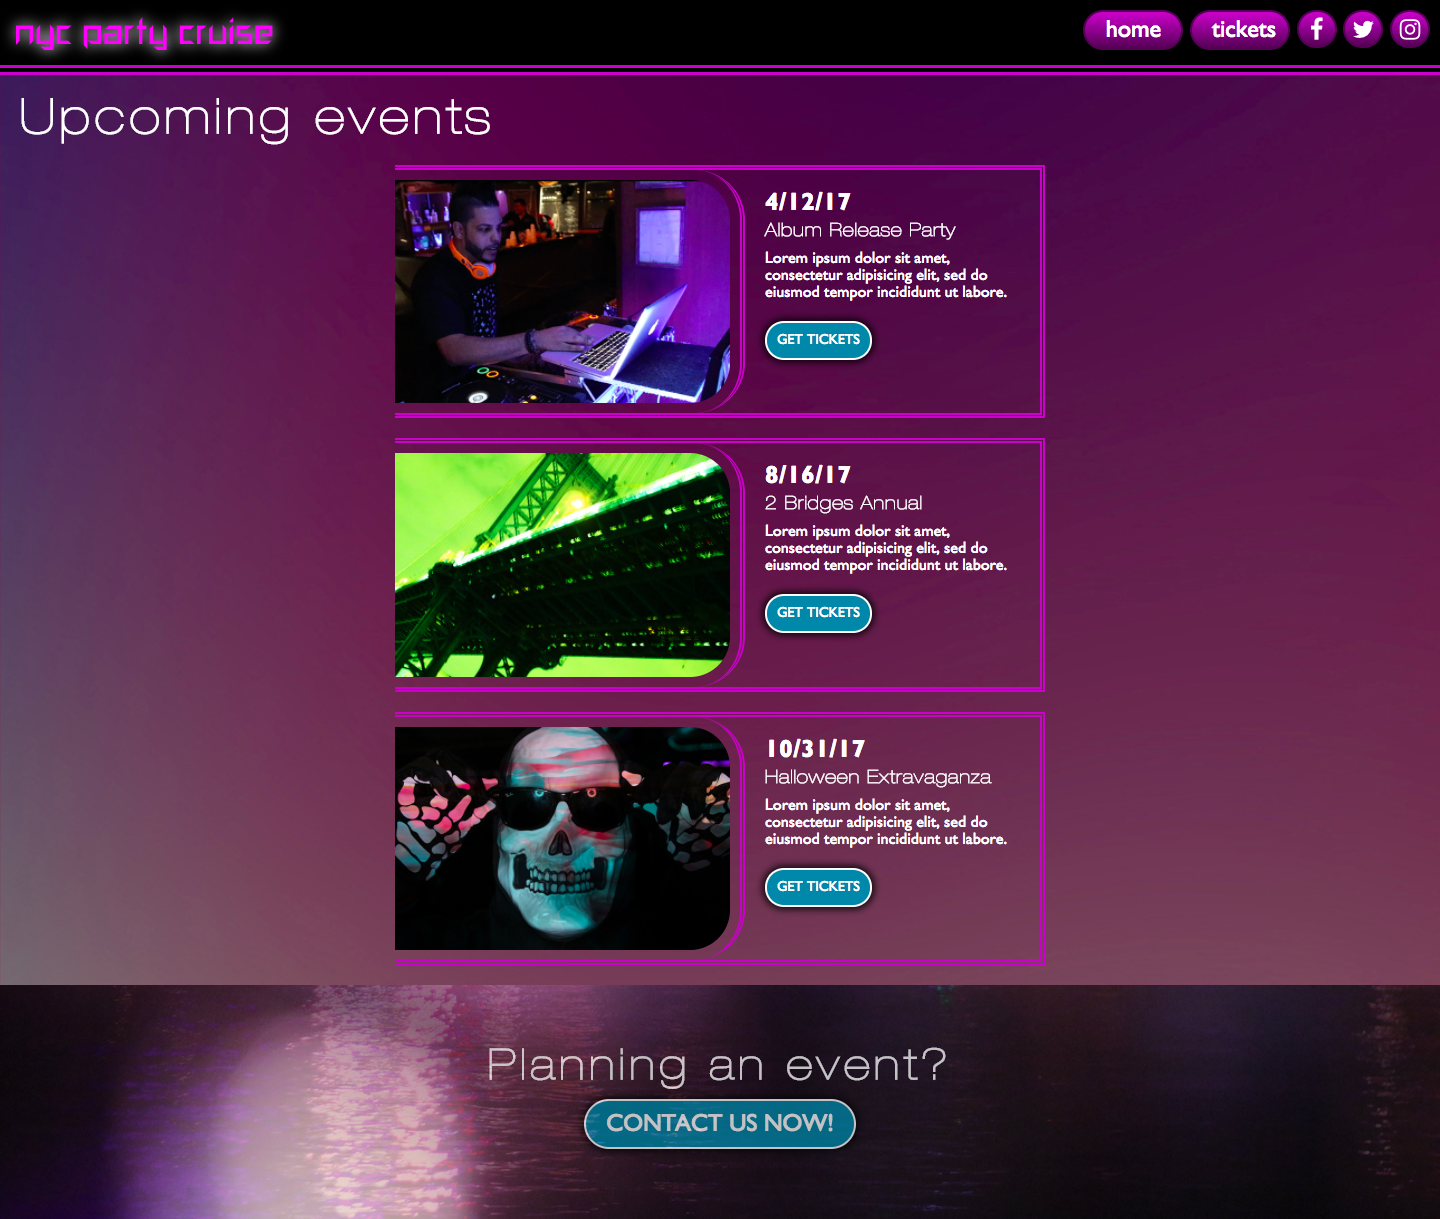 nyc party cruise
home
tickets
Upcoming events
4/12/17
Album Release Party
Lorem ipsum dolor sit amet,
consectetur adipisicing elit, sed do
eiusmod tempor incididunt ut labore.
GET TICKETS
8/16/17
2 Bridges Annual
Lorem ipsum dolor sit amet,
consectetur adipisicing elit, sed do
eiusmod tempor incididunt ut labore.
GET TICKETS
10/31/17
Halloween Extravaganza
Lorem ipsum dolor sit amet,
consectetur adipisicing elit, sed do
eiusmod tempor incididunt ut labore.
GET TICKETS
Planning an event?
CONTACT US NOW!